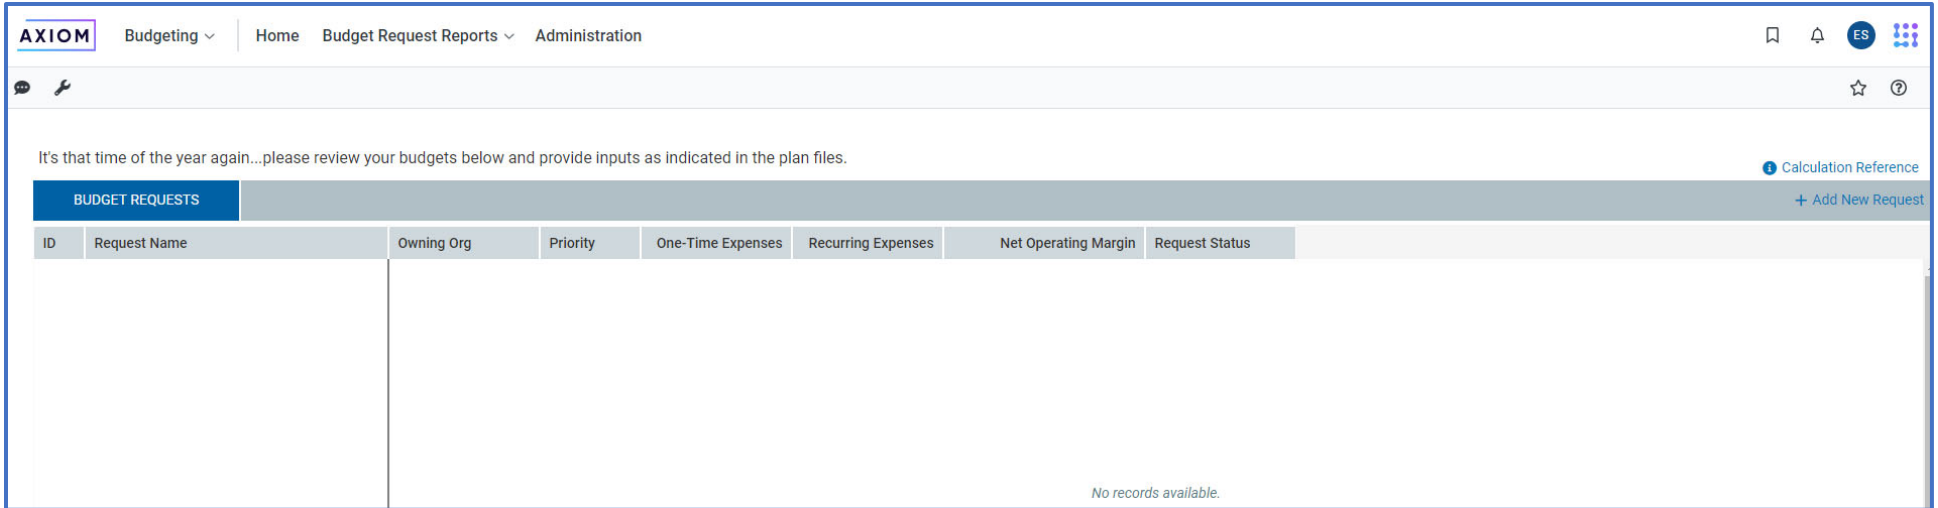 AXIOM Budgeting Home Budget Request Reports Administration ES
It's that time of the year again...please review your budgets below and provide inputs as indicated in the plan files.
Calculation Reference
BUDGET REQUESTS + Add New Request
ID Request Name Owning Org Priority One-Time Expenses Recurring Expenses Net Operating Margin Request Status
No records available.